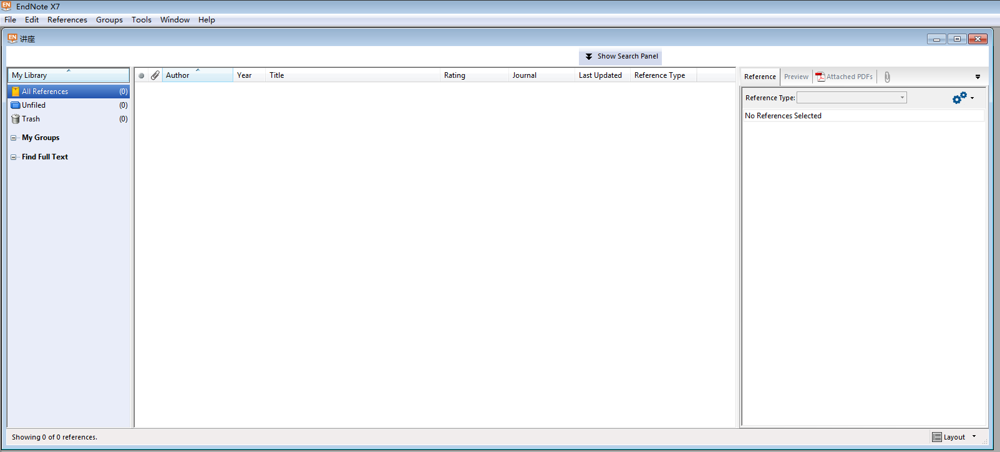 EN EndNote X7
File Edit References Groups Tools Window Help
EN 讲座
Show Search Panel
My Library
All References (0)
Unfiled (0)
Trash (0)
My Groups
Find Full Text
Author Year Title Rating Journal Last Updated Reference Type
Reference Preview Attached PDFs
Reference Type:
No References Selected
Showing 0 of 0 references.
Layout